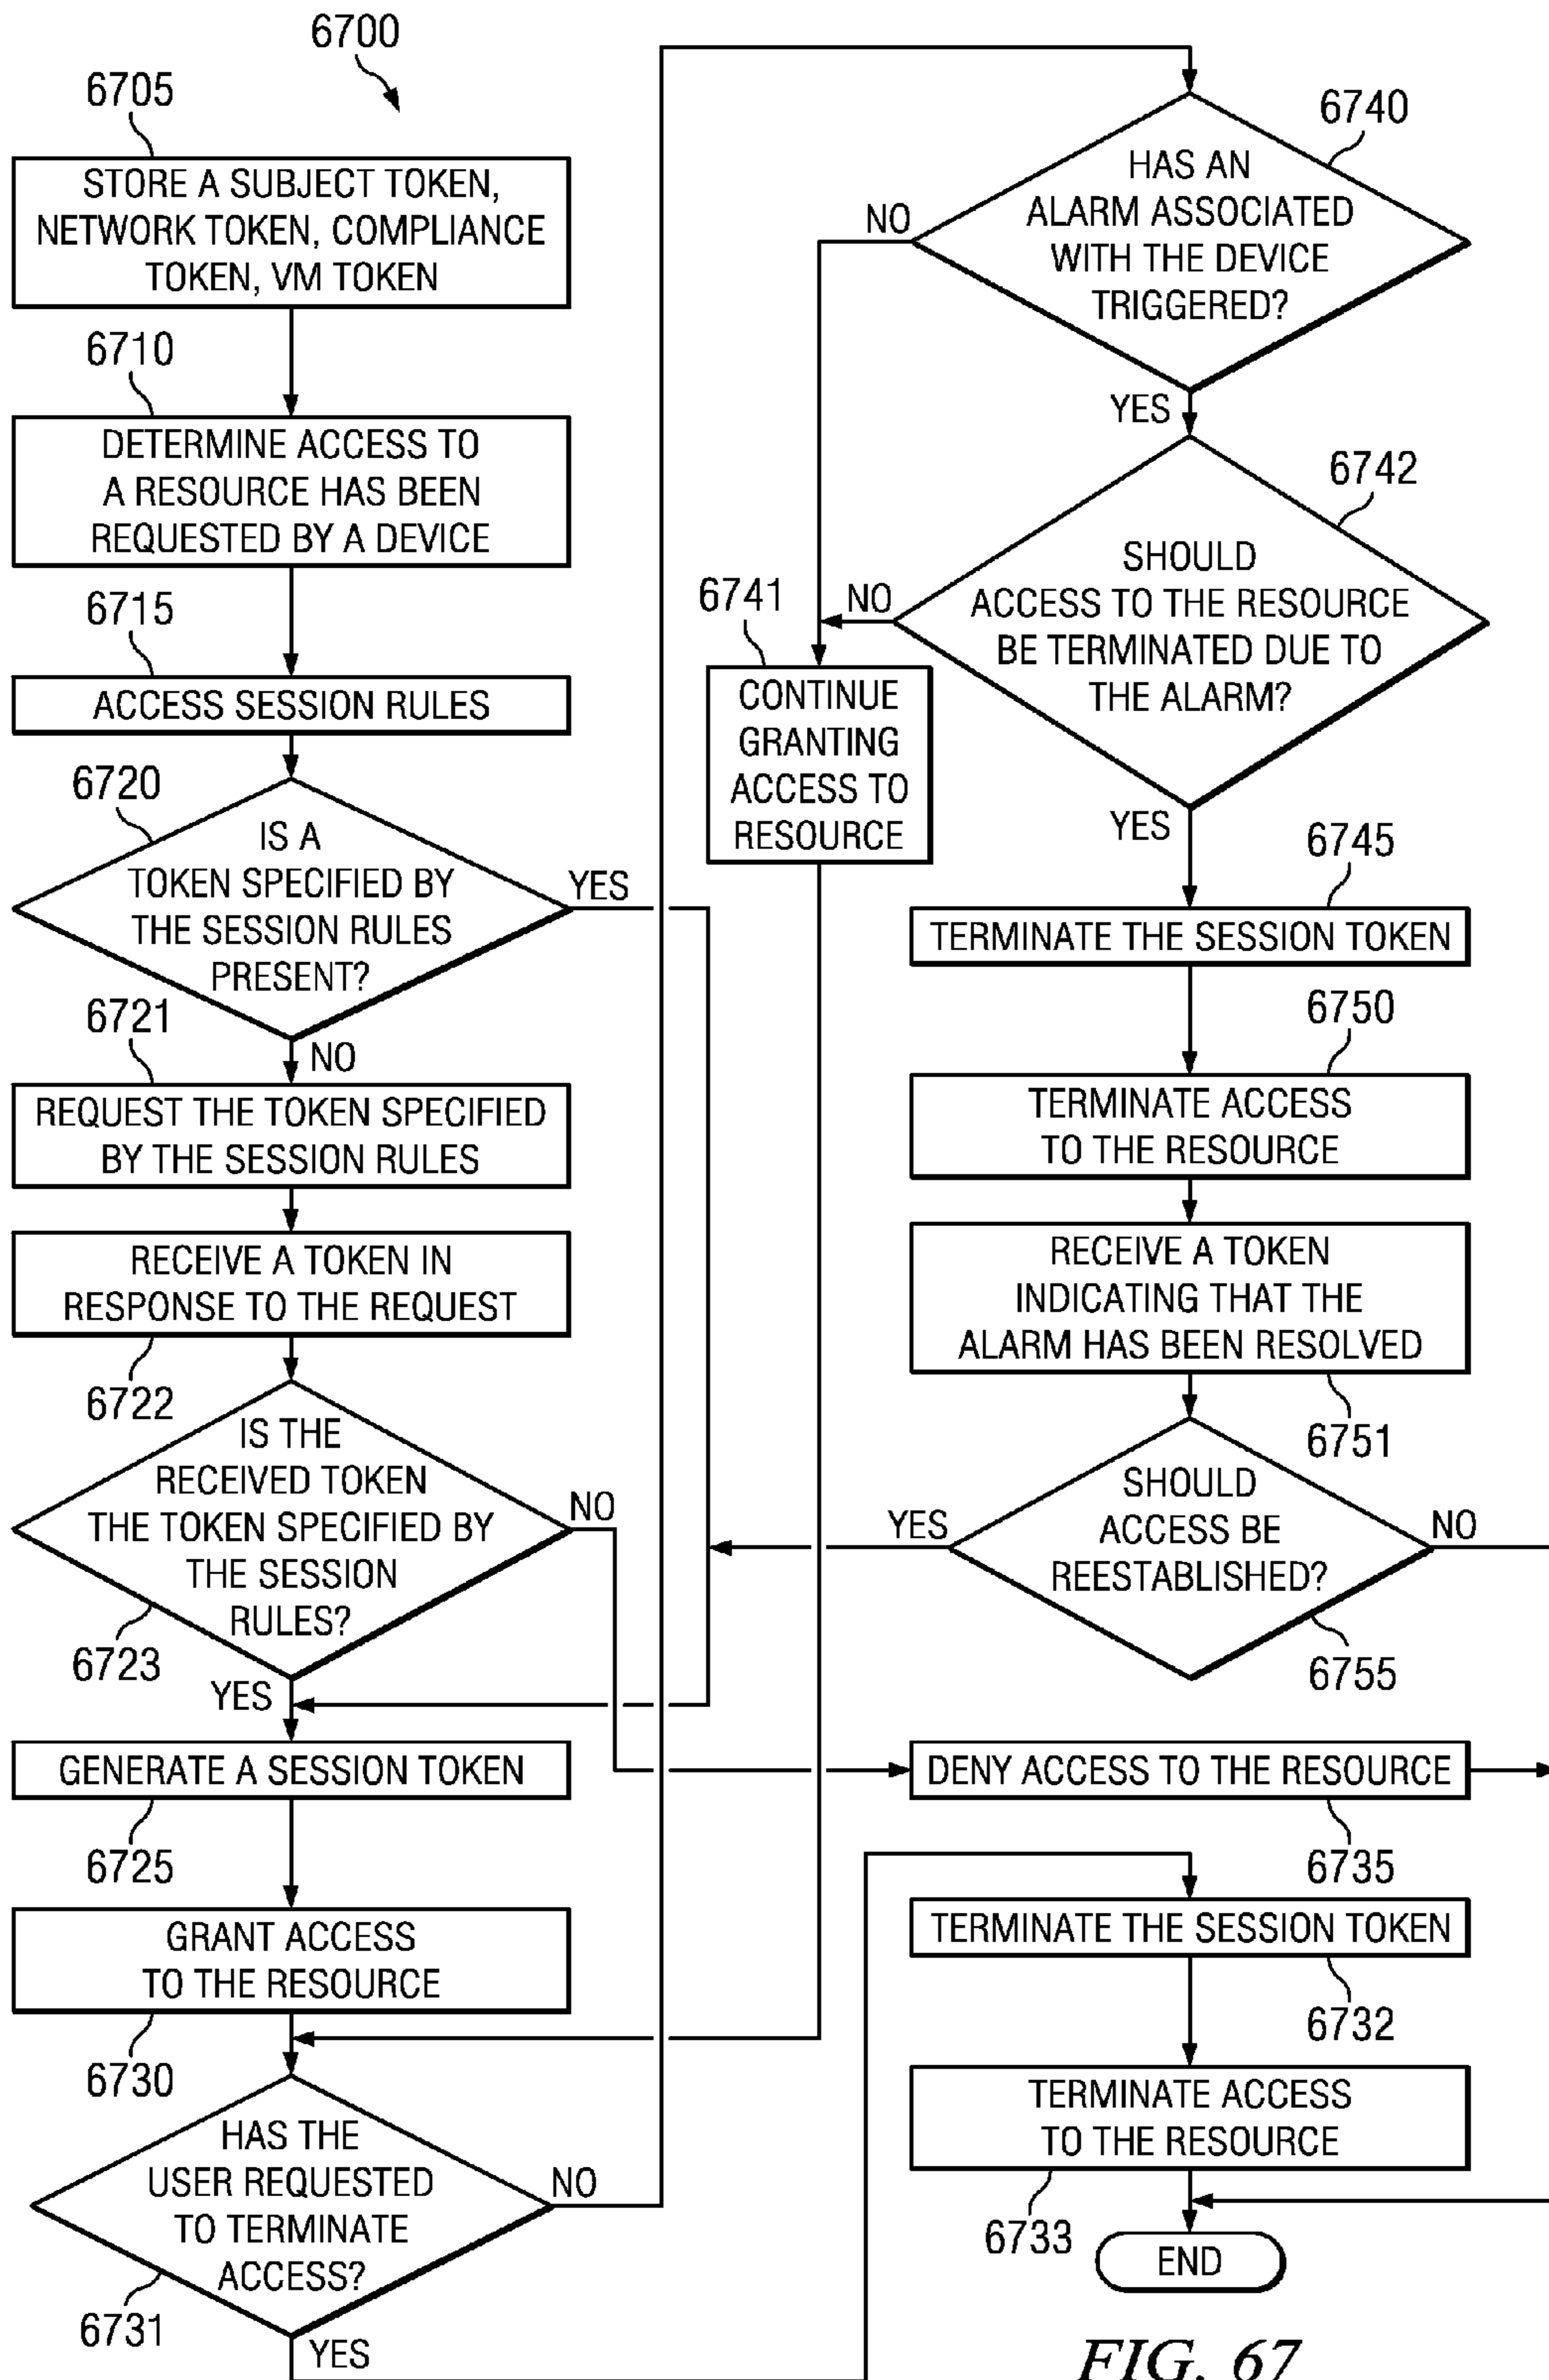 6700
6705
STORE A SUBJECT TOKEN,
NETWORK TOKEN, COMPLIANCE
TOKEN, VM TOKEN
6710
DETERMINE ACCESS TO
A RESOURCE HAS BEEN
REQUESTED BY A DEVICE
6715
ACCESS SESSION RULES
6720
IS A
TOKEN SPECIFIED BY
THE SESSION RULES
PRESENT?
YES
NO
6721
REQUEST THE TOKEN SPECIFIED
BY THE SESSION RULES
RECEIVE A TOKEN IN
RESPONSE TO THE REQUEST
6722
IS THE
RECEIVED TOKEN
THE TOKEN SPECIFIED BY
THE SESSION
RULES?
NO
6723
YES
GENERATE A SESSION TOKEN
6725
GRANT ACCESS
TO THE RESOURCE
6730
HAS THE
USER REQUESTED
TO TERMINATE
ACCESS?
NO
6731
YES
6740
HAS AN
ALARM ASSOCIATED
WITH THE DEVICE
TRIGGERED?
NO
YES
6742
SHOULD
ACCESS TO THE RESOURCE
BE TERMINATED DUE TO
THE ALARM?
NO
YES
6741
CONTINUE
GRANTING
ACCESS TO
RESOURCE
6745
TERMINATE THE SESSION TOKEN
6750
TERMINATE ACCESS
TO THE RESOURCE
RECEIVE A TOKEN
INDICATING THAT THE
ALARM HAS BEEN RESOLVED
6751
SHOULD
ACCESS BE
REESTABLISHED?
YES
NO
6755
DENY ACCESS TO THE RESOURCE
6735
TERMINATE THE SESSION TOKEN
6732
TERMINATE ACCESS
TO THE RESOURCE
6733
END
FIG. 67